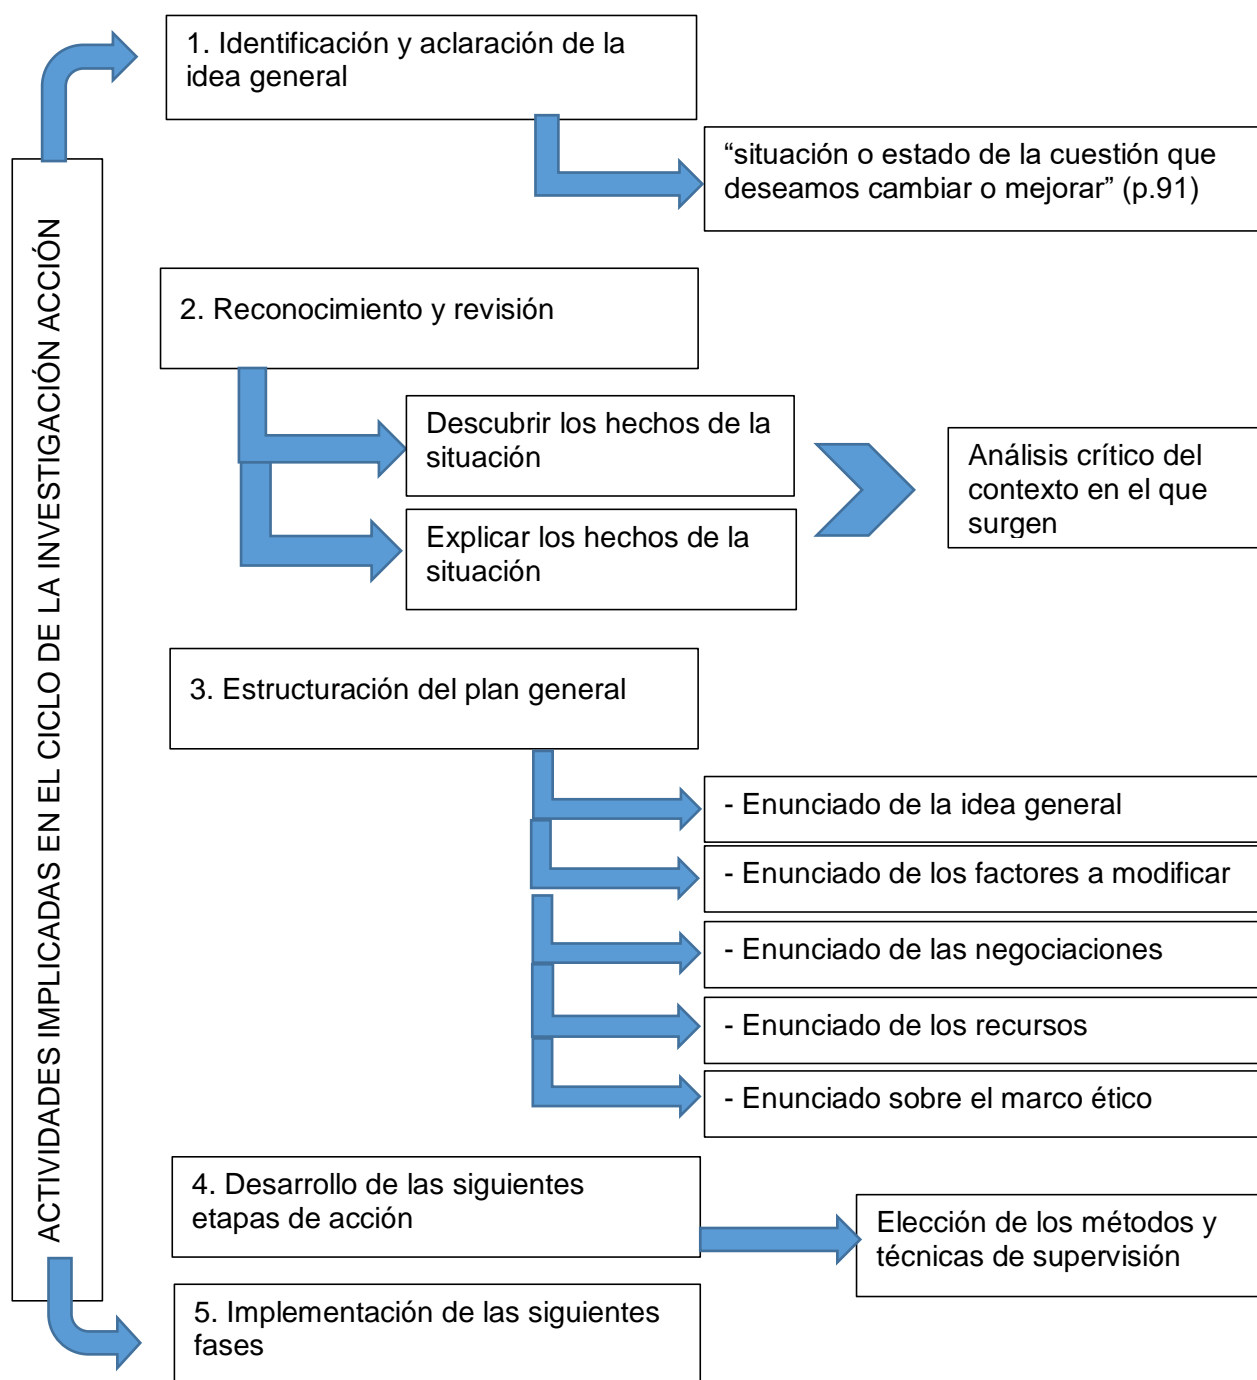 ACTIVIDADES IMPLICADAS EN EL CICLO DE LA INVESTIGACIÓN ACCIÓN
1. Identificación y aclaración de la
idea general
“situación o estado de la cuestión que
deseamos cambiar o mejorar” (p.91)
2. Reconocimiento y revisión
Descubrir los hechos de la
situación
Explicar los hechos de la
situación
Análisis crítico del
contexto en el que
surgen
3. Estructuración del plan general
- Enunciado de la idea general
- Enunciado de los factores a modificar
- Enunciado de las negociaciones
- Enunciado de los recursos
- Enunciado sobre el marco ético
4. Desarrollo de las siguientes
etapas de acción
Elección de los métodos y
técnicas de supervisión
5. Implementación de las siguientes
fases